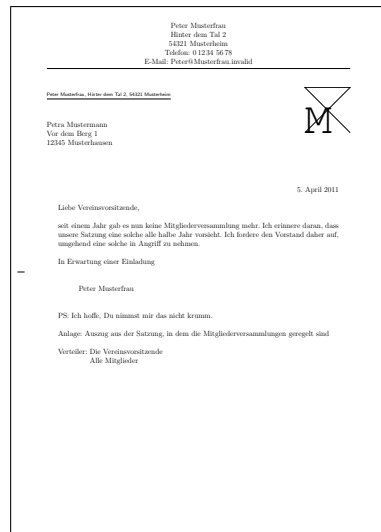 Peter Musterfrau
Hinter dem Tal 2
54321 Musterheim
Telefon: 0 12 34 56 78
E-Mail: Peter@Musterfrau.invalid
Peter Musterfrau, Hinter dem Tal 2, 54321 Musterheim
M
Petra Mustermann
Vor dem Berg 1
12345 Musterhausen
5. April 2011
Liebe Vereinsvorsitzende,
seit einem Jahr gab es nun keine Mitgliederversammlung mehr. Ich erinnere daran, dass
unsere Satzung eine solche alle halbe Jahr vorsieht. Ich fordere den Vorstand daher auf,
umgehend eine solche in Angriff zu nehmen.
In Erwartung einer Einladung
Peter Musterfrau
PS: Ich hoffe, Du nimmst mir das nicht krumm.
Anlage: Auszug aus der Satzung, in dem die Mitgliederversammlungen geregelt sind
Verteiler: Die Vereinsvorsitzende
Alle Mitglieder